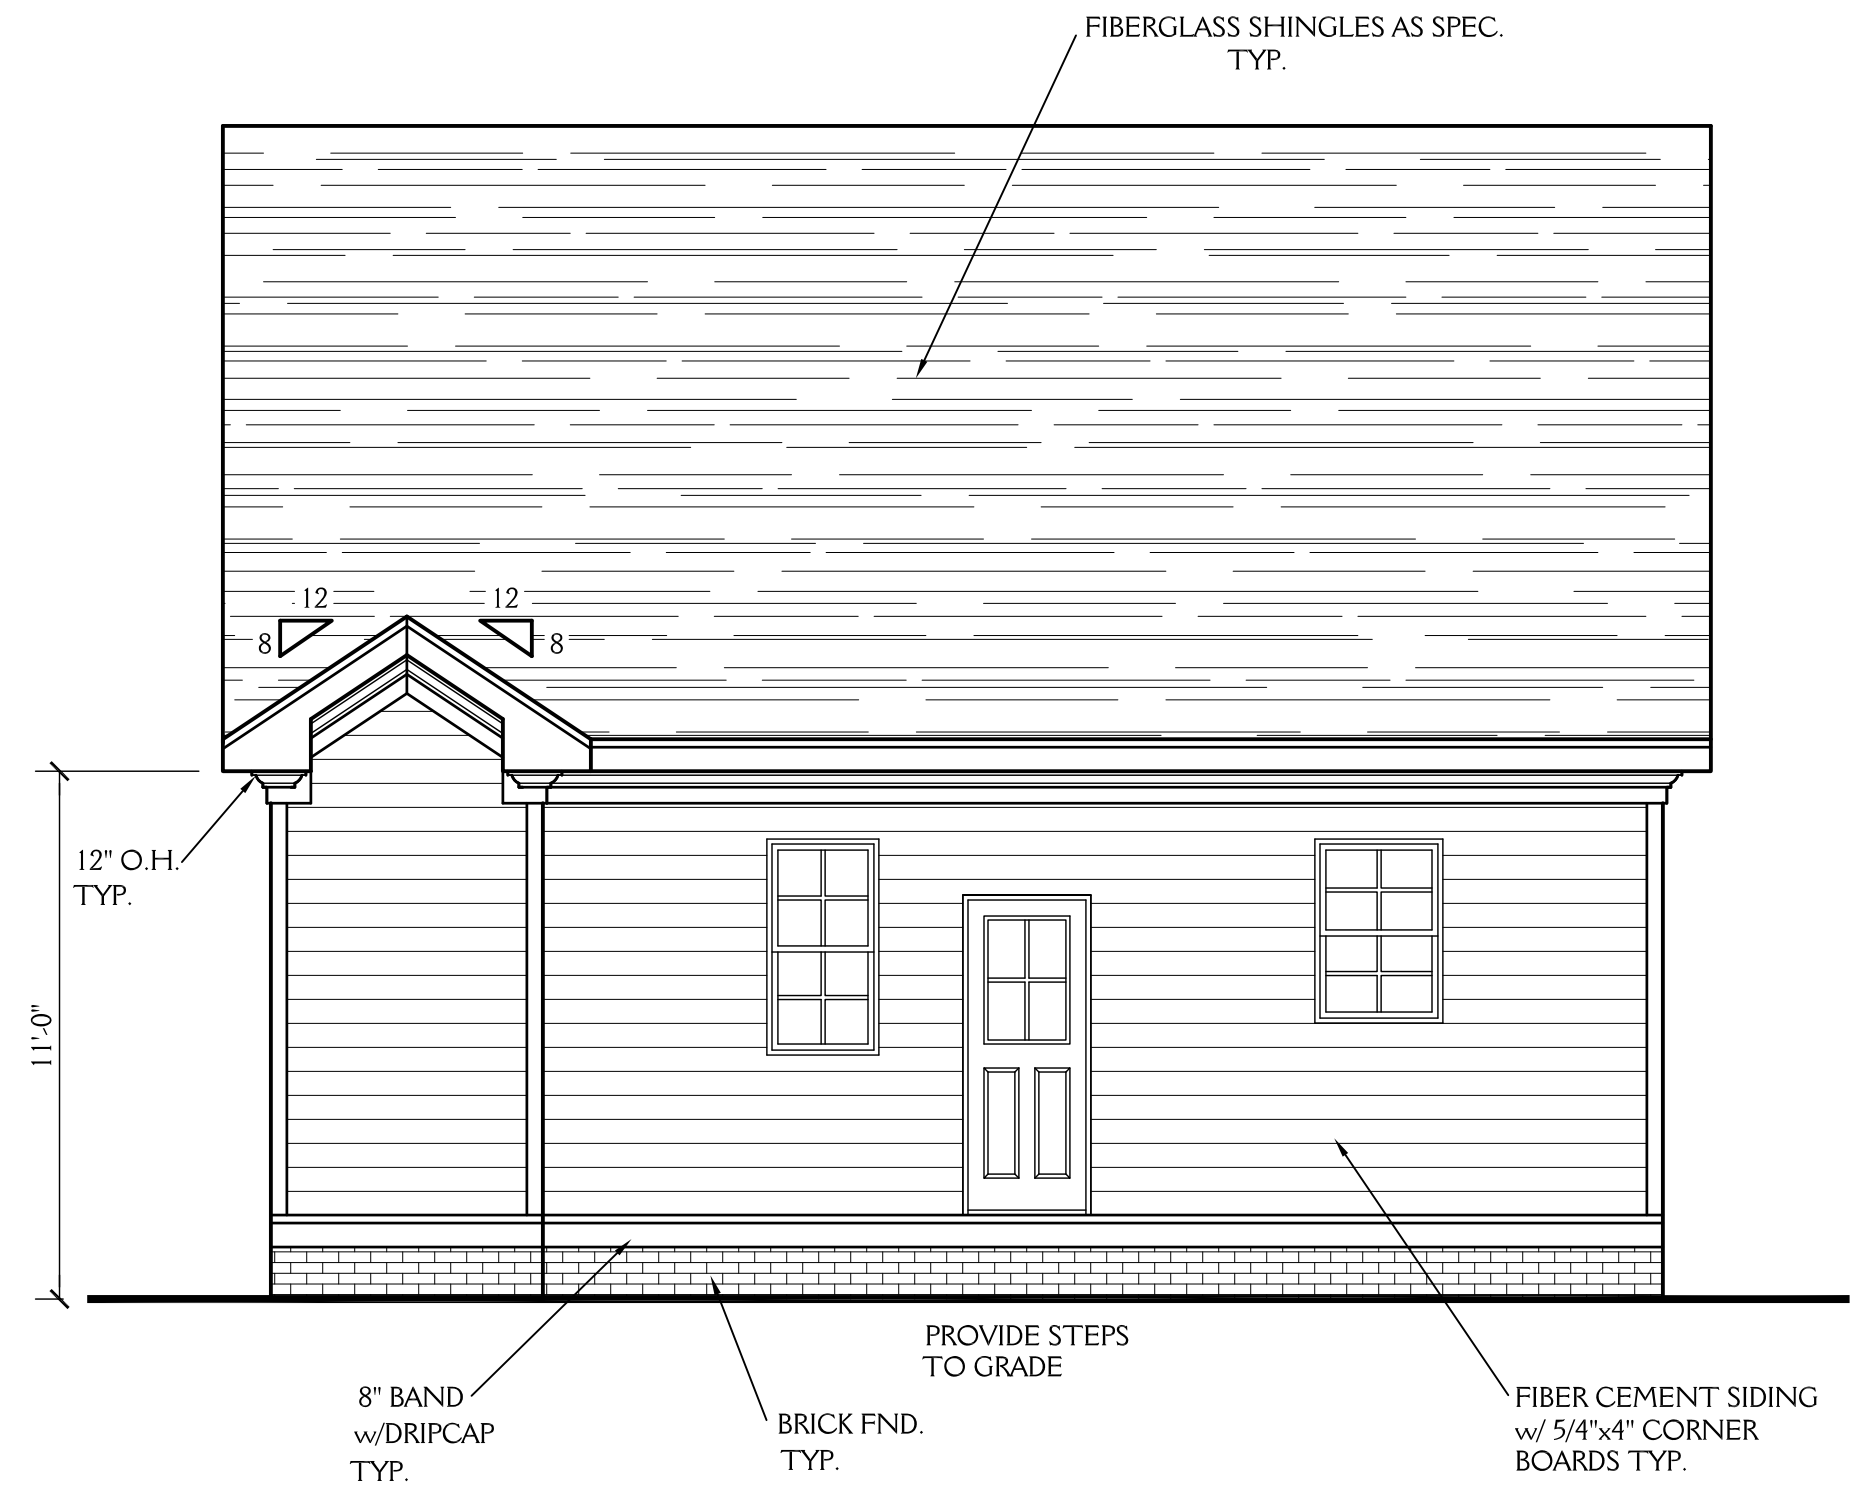 FIBERGLASS SHINGLES AS SPEC.
TYP.
12
12
8
8
12" O.H.
TYP.
11'-0"
PROVIDE STEPS
TO GRADE
8" BAND
w/DRIPCAP
TYP.
BRICK FND.
TYP.
FIBER CEMENT SIDING
w/ 5/4"x4" CORNER
BOARDS TYP.